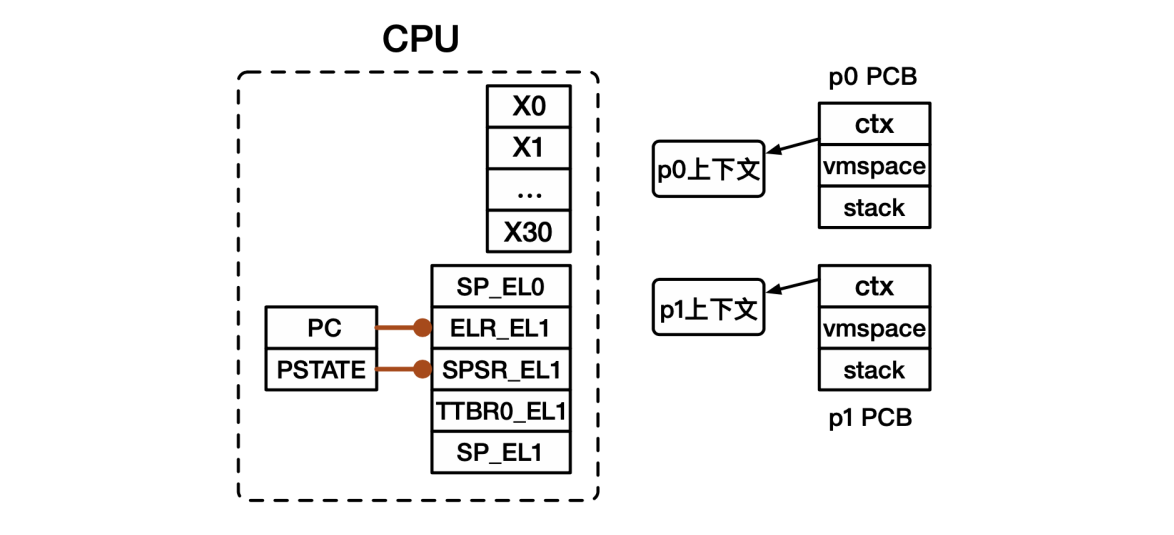 CPU
X0
X1
...
X30
SP_EL0
PC
ELR_EL1
PSTATE
SPSR_EL1
TTBR0_EL1
SP_EL1
p0 PCB
ctx
p0上下文
vmspace
stack
ctx
p1上下文
vmspace
stack
p1 PCB